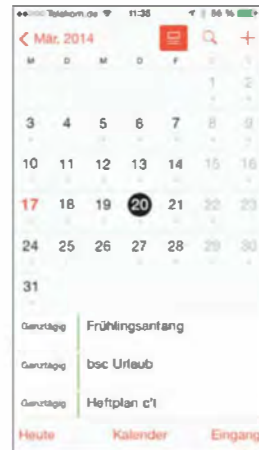 Telekom.de 11:38 86 %
Mär. 2014
M D M D F S S
1 2
3 4 5 6 7 8 9
10 11 12 13 14 15 16
17 18 19 20 21 22 23
24 25 26 27 28 29 30
31
Ganztägig Frühlingsanfang
Ganztägig bsc Urlaub
Ganztägig Heftplan c't
Heute Kalender Eingang